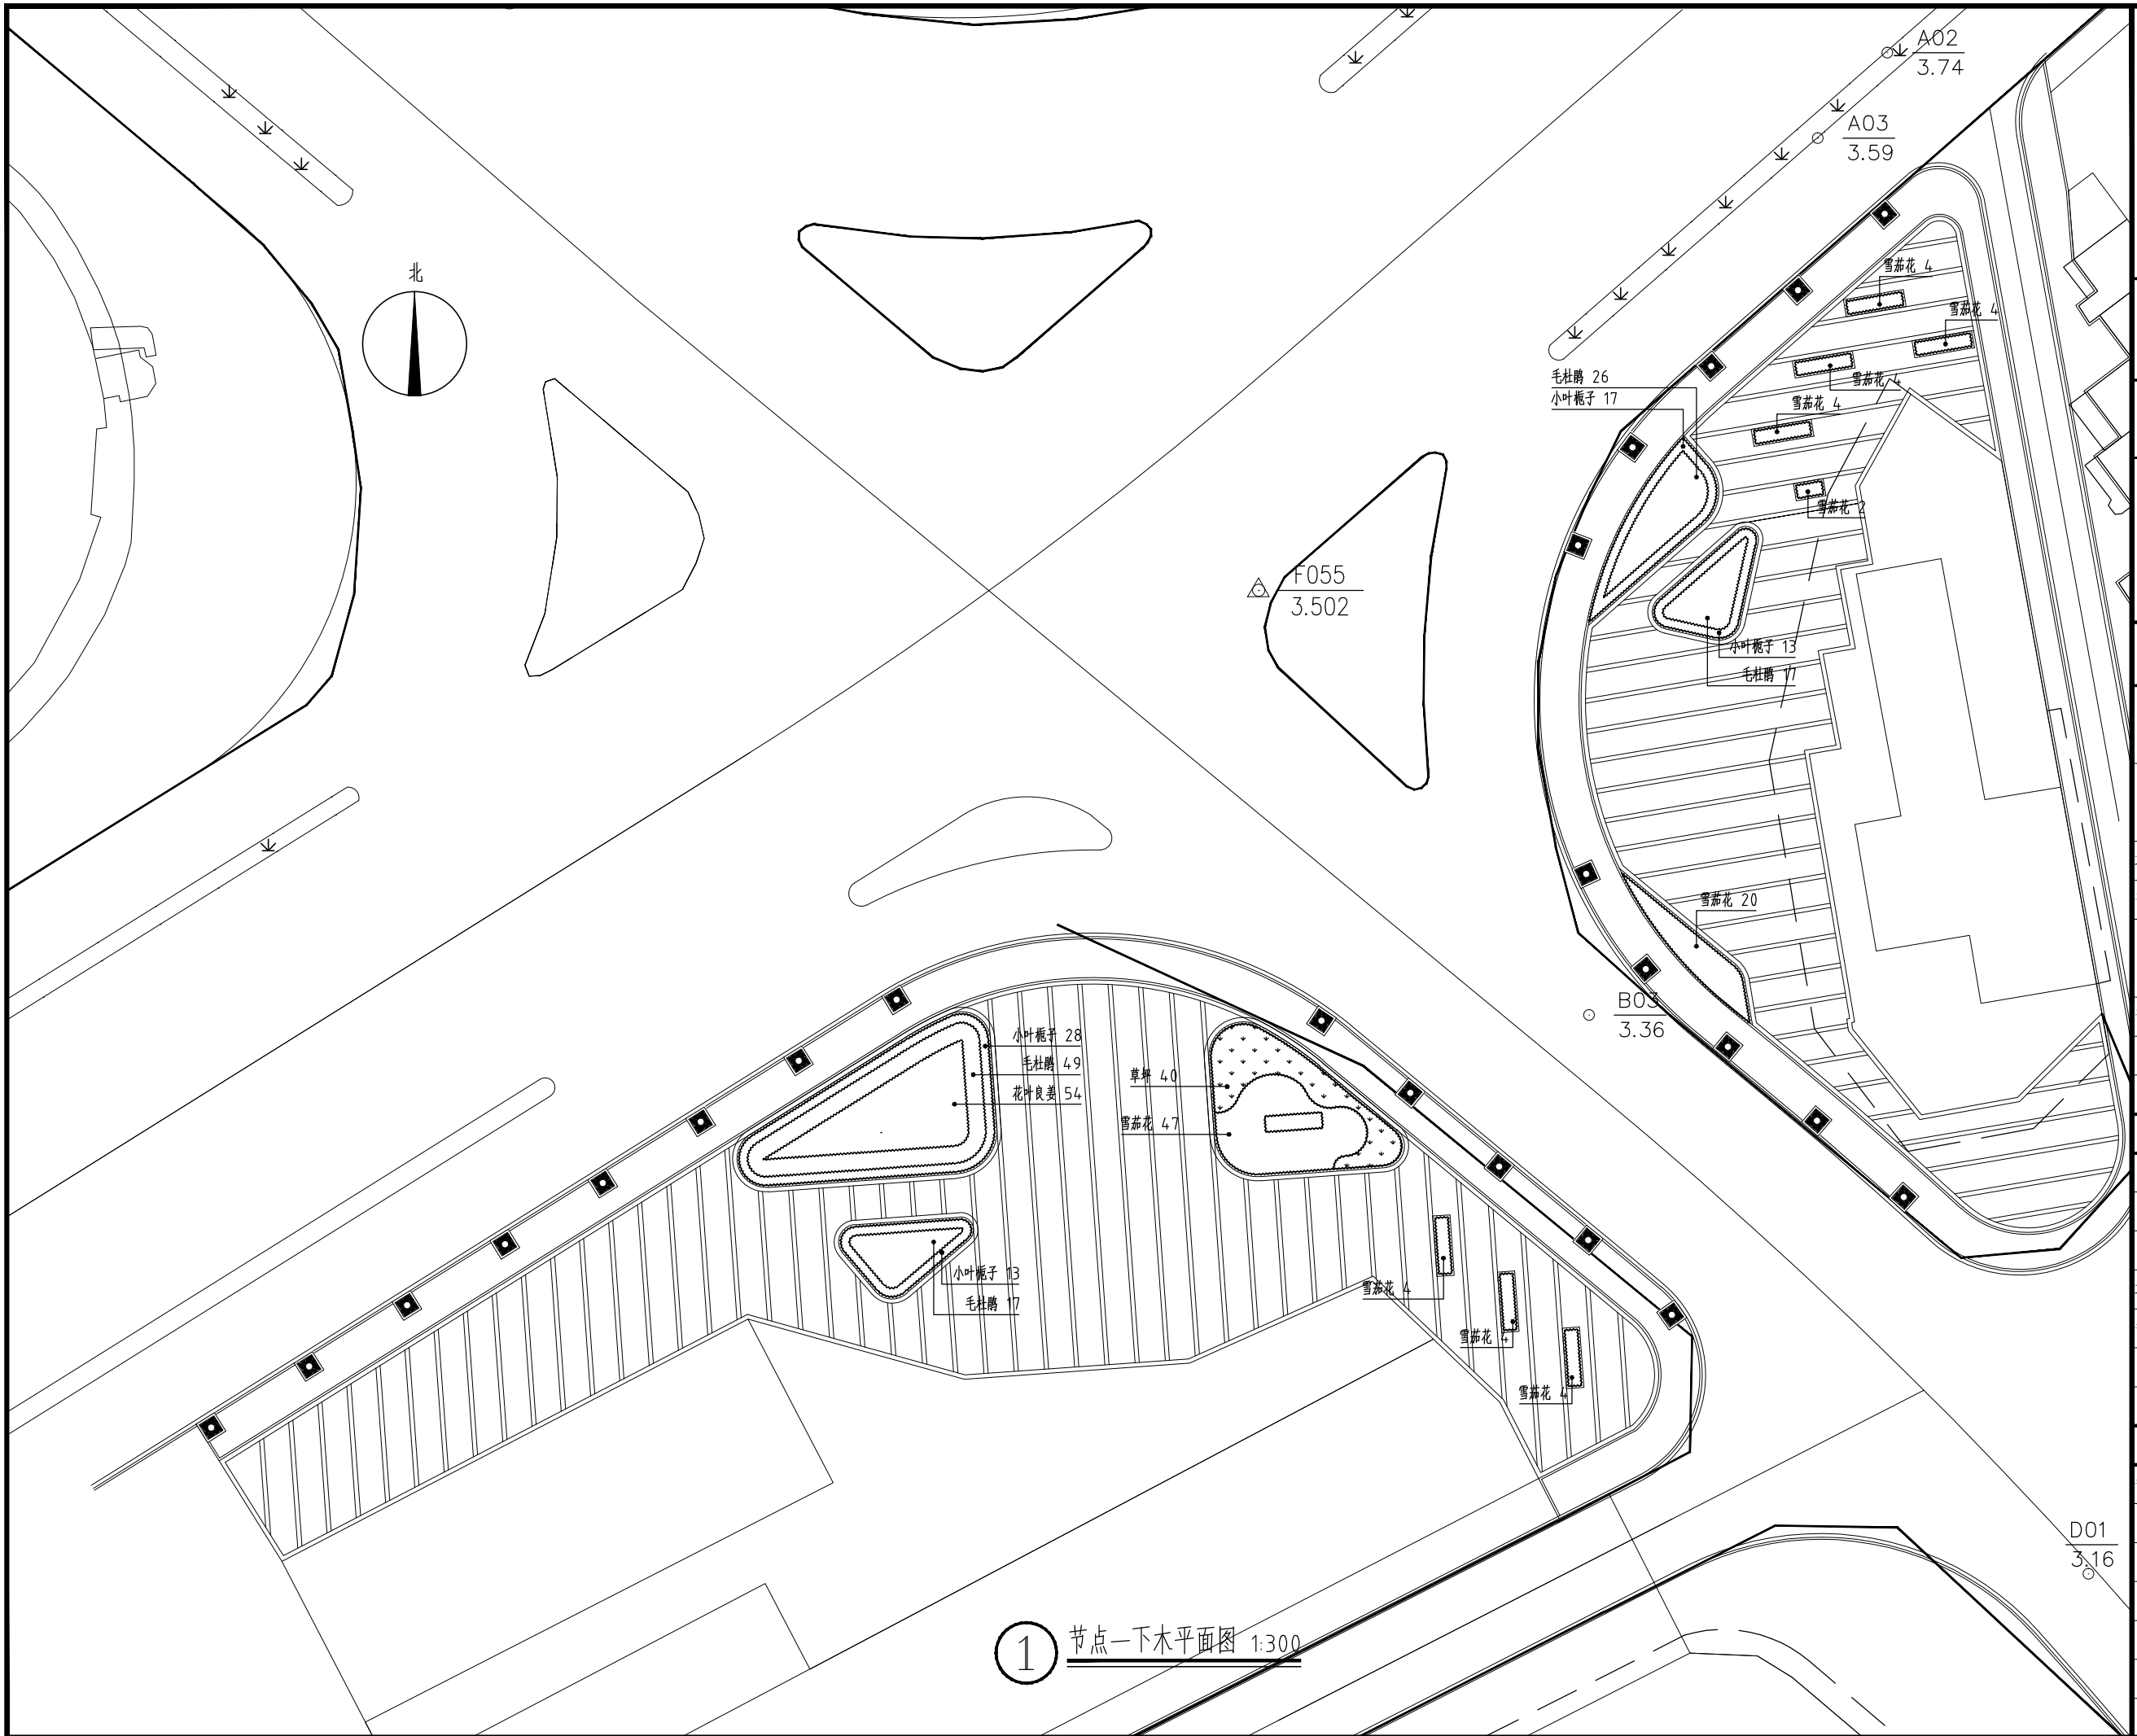 A02
3.74
A03
3.59
北
雪茄花 4
雪茄花 4
毛杜鹃 26
雪茄花 4
小叶栀子 17
雪茄花 4
雪茄花 2
F055
3.502
小叶栀子 13
毛杜鹃 17
雪茄花 20
B03
3.36
小叶栀子 28
毛杜鹃 49
草坪 40
花叶良姜 54
雪茄花 47
小叶栀子 13
雪茄花 4
毛杜鹃 17
雪茄花 4
雪茄花 4
D01
3.16
1 节点一下木平面图 1:300